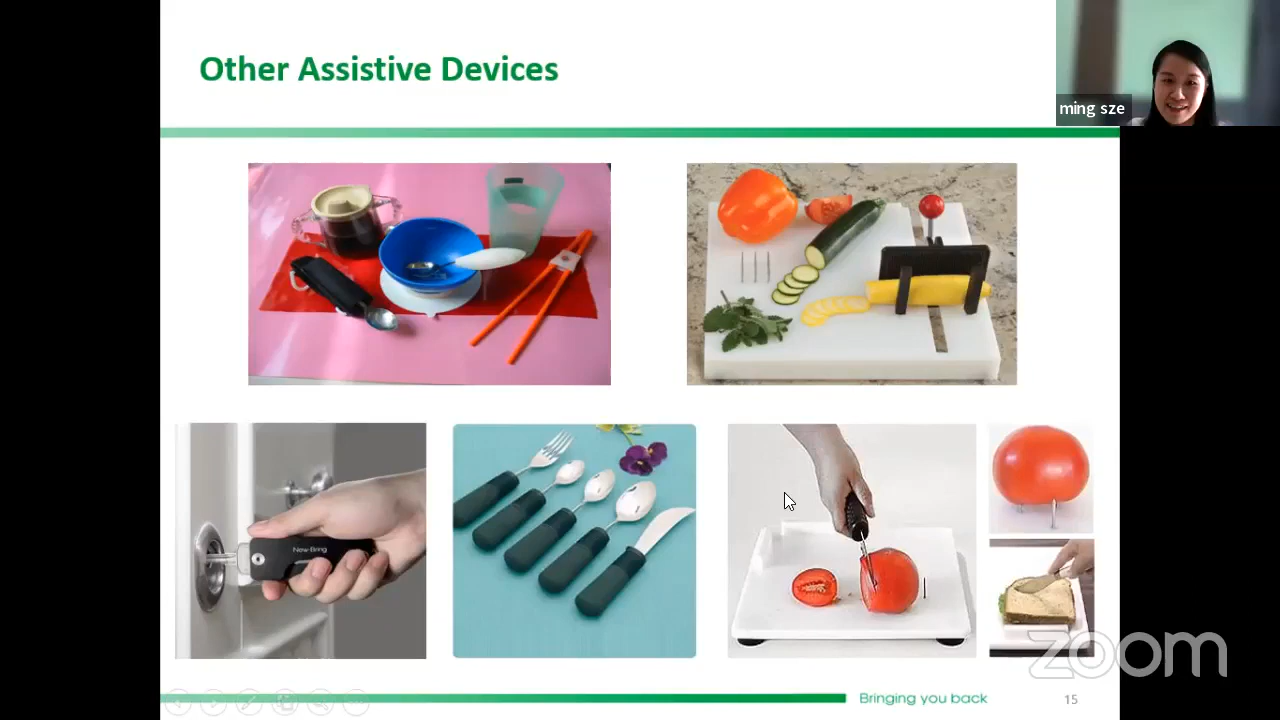 Other Assistive Devices
ming sze
New-Bring
Bringing you back
15
zoom